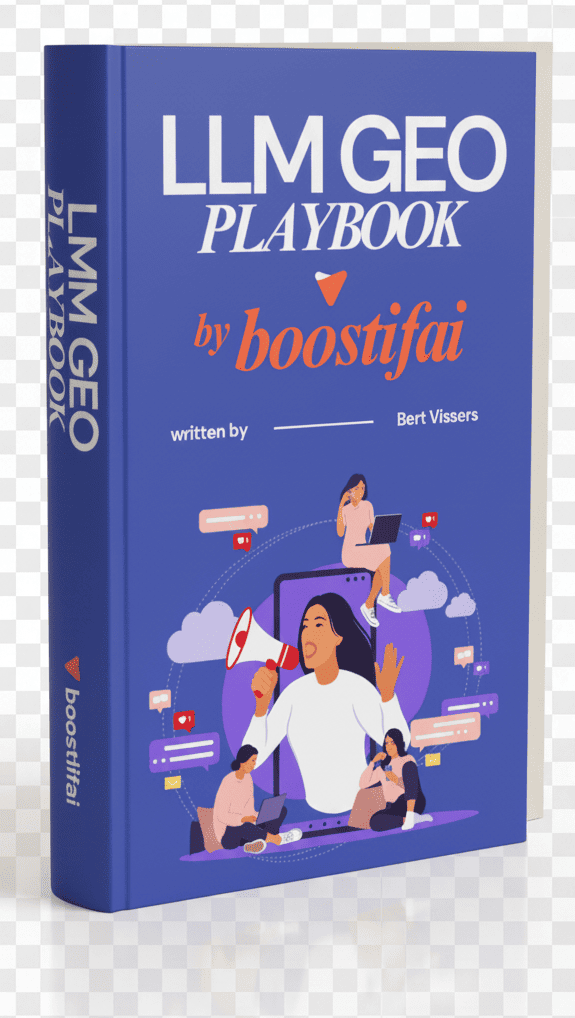 LLM GEO
PLAYBOOK
by boostifai
written by Bert Vissers
LMM GEO
PLAYBOOK
boostifai